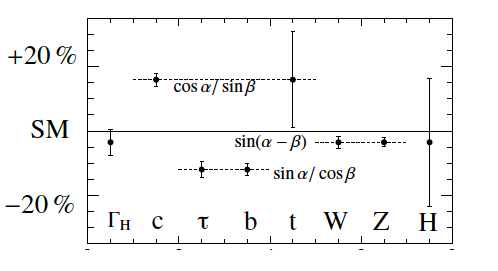 +20 %
cos α/ sin β
SM
sin(α − β)
sin α/ cos β
−20 %
Γ_H c τ b t W Z H